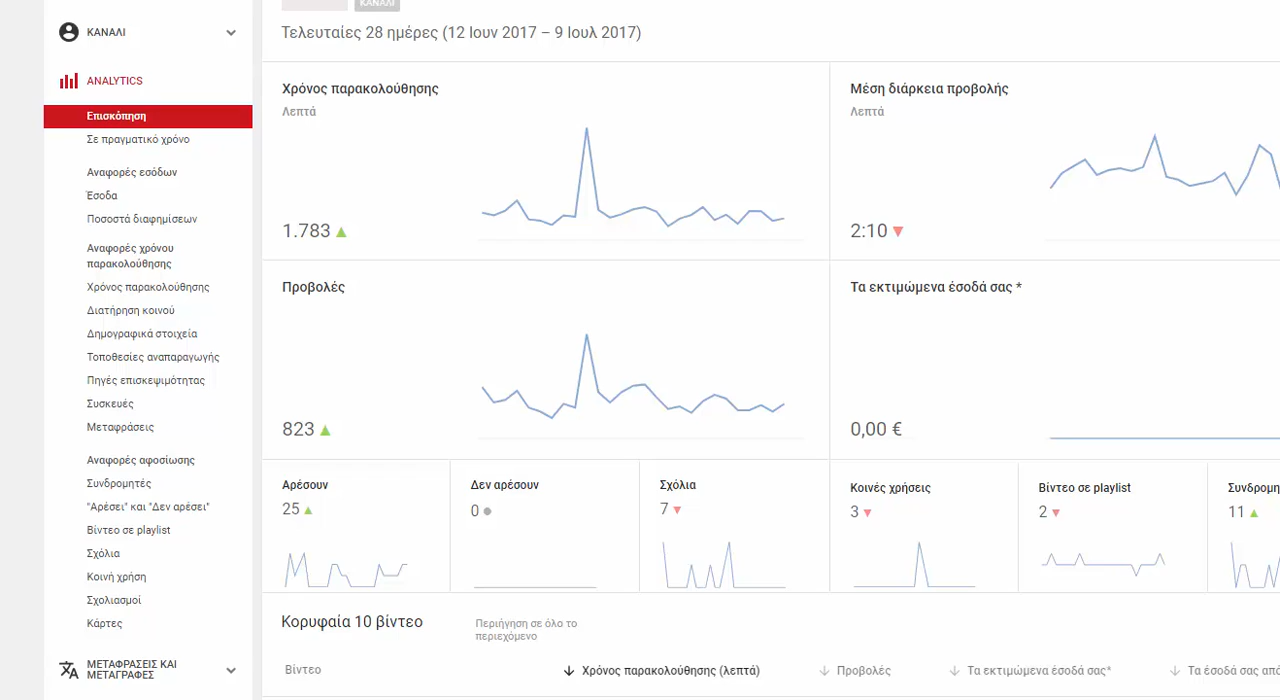 ΚΑΝΑΛΙ
ANALYTICS
Επισκόπηση
Σε πραγματικό χρόνο
Αναφορές εσόδων
Έσοδα
Ποσοστά διαφημίσεων
Αναφορές χρόνου
παρακολούθησης
Χρόνος παρακολούθησης
Διατήρηση κοινού
Δημογραφικά στοιχεία
Τοποθεσίες αναπαραγωγής
Πηγές επισκεψιμότητας
Συσκευές
Μεταφράσεις
Αναφορές αφοσίωσης
Συνδρομητές
"Αρέσει" και "Δεν αρέσει"
Βίντεο σε playlist
Σχόλια
Κοινή χρήση
Σχολιασμοί
Κάρτες
ΜΕΤΑΦΡΑΣΕΙΣ ΚΑΙ
ΜΕΤΑΓΡΑΦΕΣ
ΚΑΝΑΛΙ
Τελευταίες 28 ημέρες (12 Ιουν 2017 – 9 Ιουλ 2017)
Χρόνος παρακολούθησης
Λεπτά
1.783
Μέση διάρκεια προβολής
Λεπτά
2:10
Προβολές
823
Τα εκτιμώμενα έσοδά σας *
0,00 €
Αρέσουν
25
Δεν αρέσουν
0
Σχόλια
7
Κοινές χρήσεις
3
Βίντεο σε playlist
2
Συνδρομη
11
Κορυφαία 10 βίντεο
Περιήγηση σε όλο το
περιεχόμενο
Βίντεο
Χρόνος παρακολούθησης (λεπτά)
Προβολές
Τα εκτιμώμενα έσοδά σας*
Τα έσοδά σας από